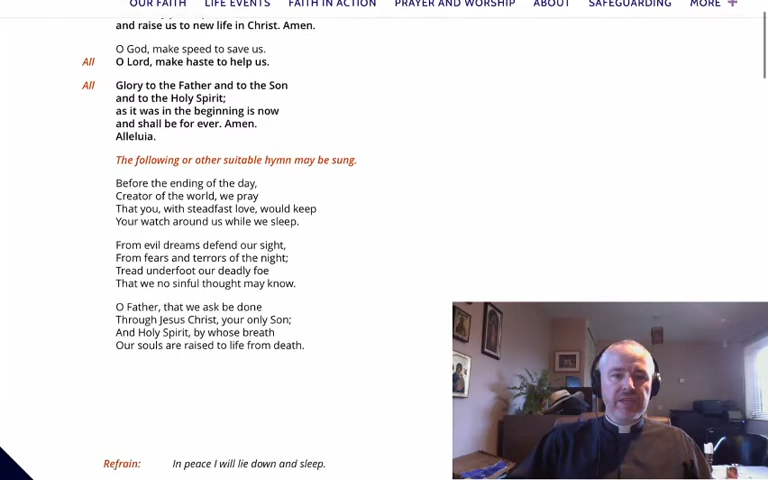 OUR FAITH LIFE EVENTS FAITH IN ACTION PRAYER AND WORSHIP ABOUT SAFEGUARDING MORE +
and raise us to new life in Christ. Amen.
O God, make speed to save us.
All O Lord, make haste to help us.
All Glory to the Father and to the Son
and to the Holy Spirit;
as it was in the beginning is now
and shall be for ever. Amen.
Alleluia.
The following or other suitable hymn may be sung.
Before the ending of the day,
Creator of the world, we pray
That you, with steadfast love, would keep
Your watch around us while we sleep.
From evil dreams defend our sight,
From fears and terrors of the night;
Tread underfoot our deadly foe
That we no sinful thought may know.
O Father, that we ask be done
Through Jesus Christ, your only Son;
And Holy Spirit, by whose breath
Our souls are raised to life from death.
Refrain: In peace I will lie down and sleep.